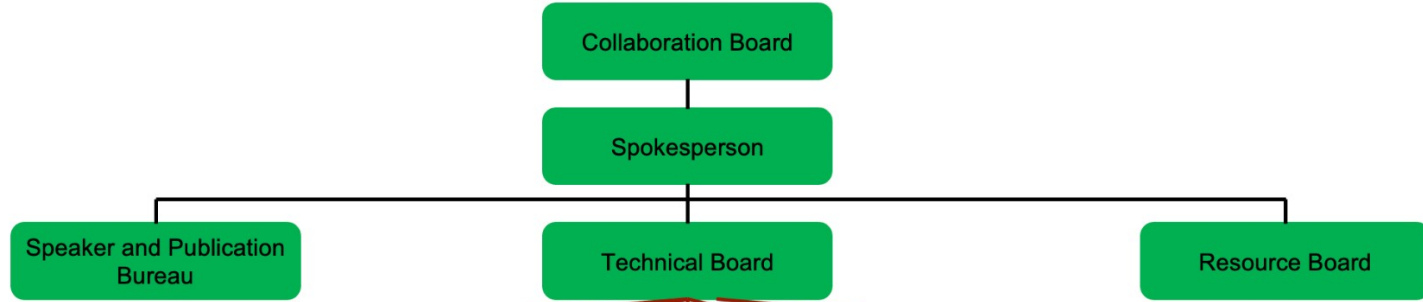 Collaboration Board
Spokesperson
Speaker and Publication
Bureau
Technical Board
Resource Board